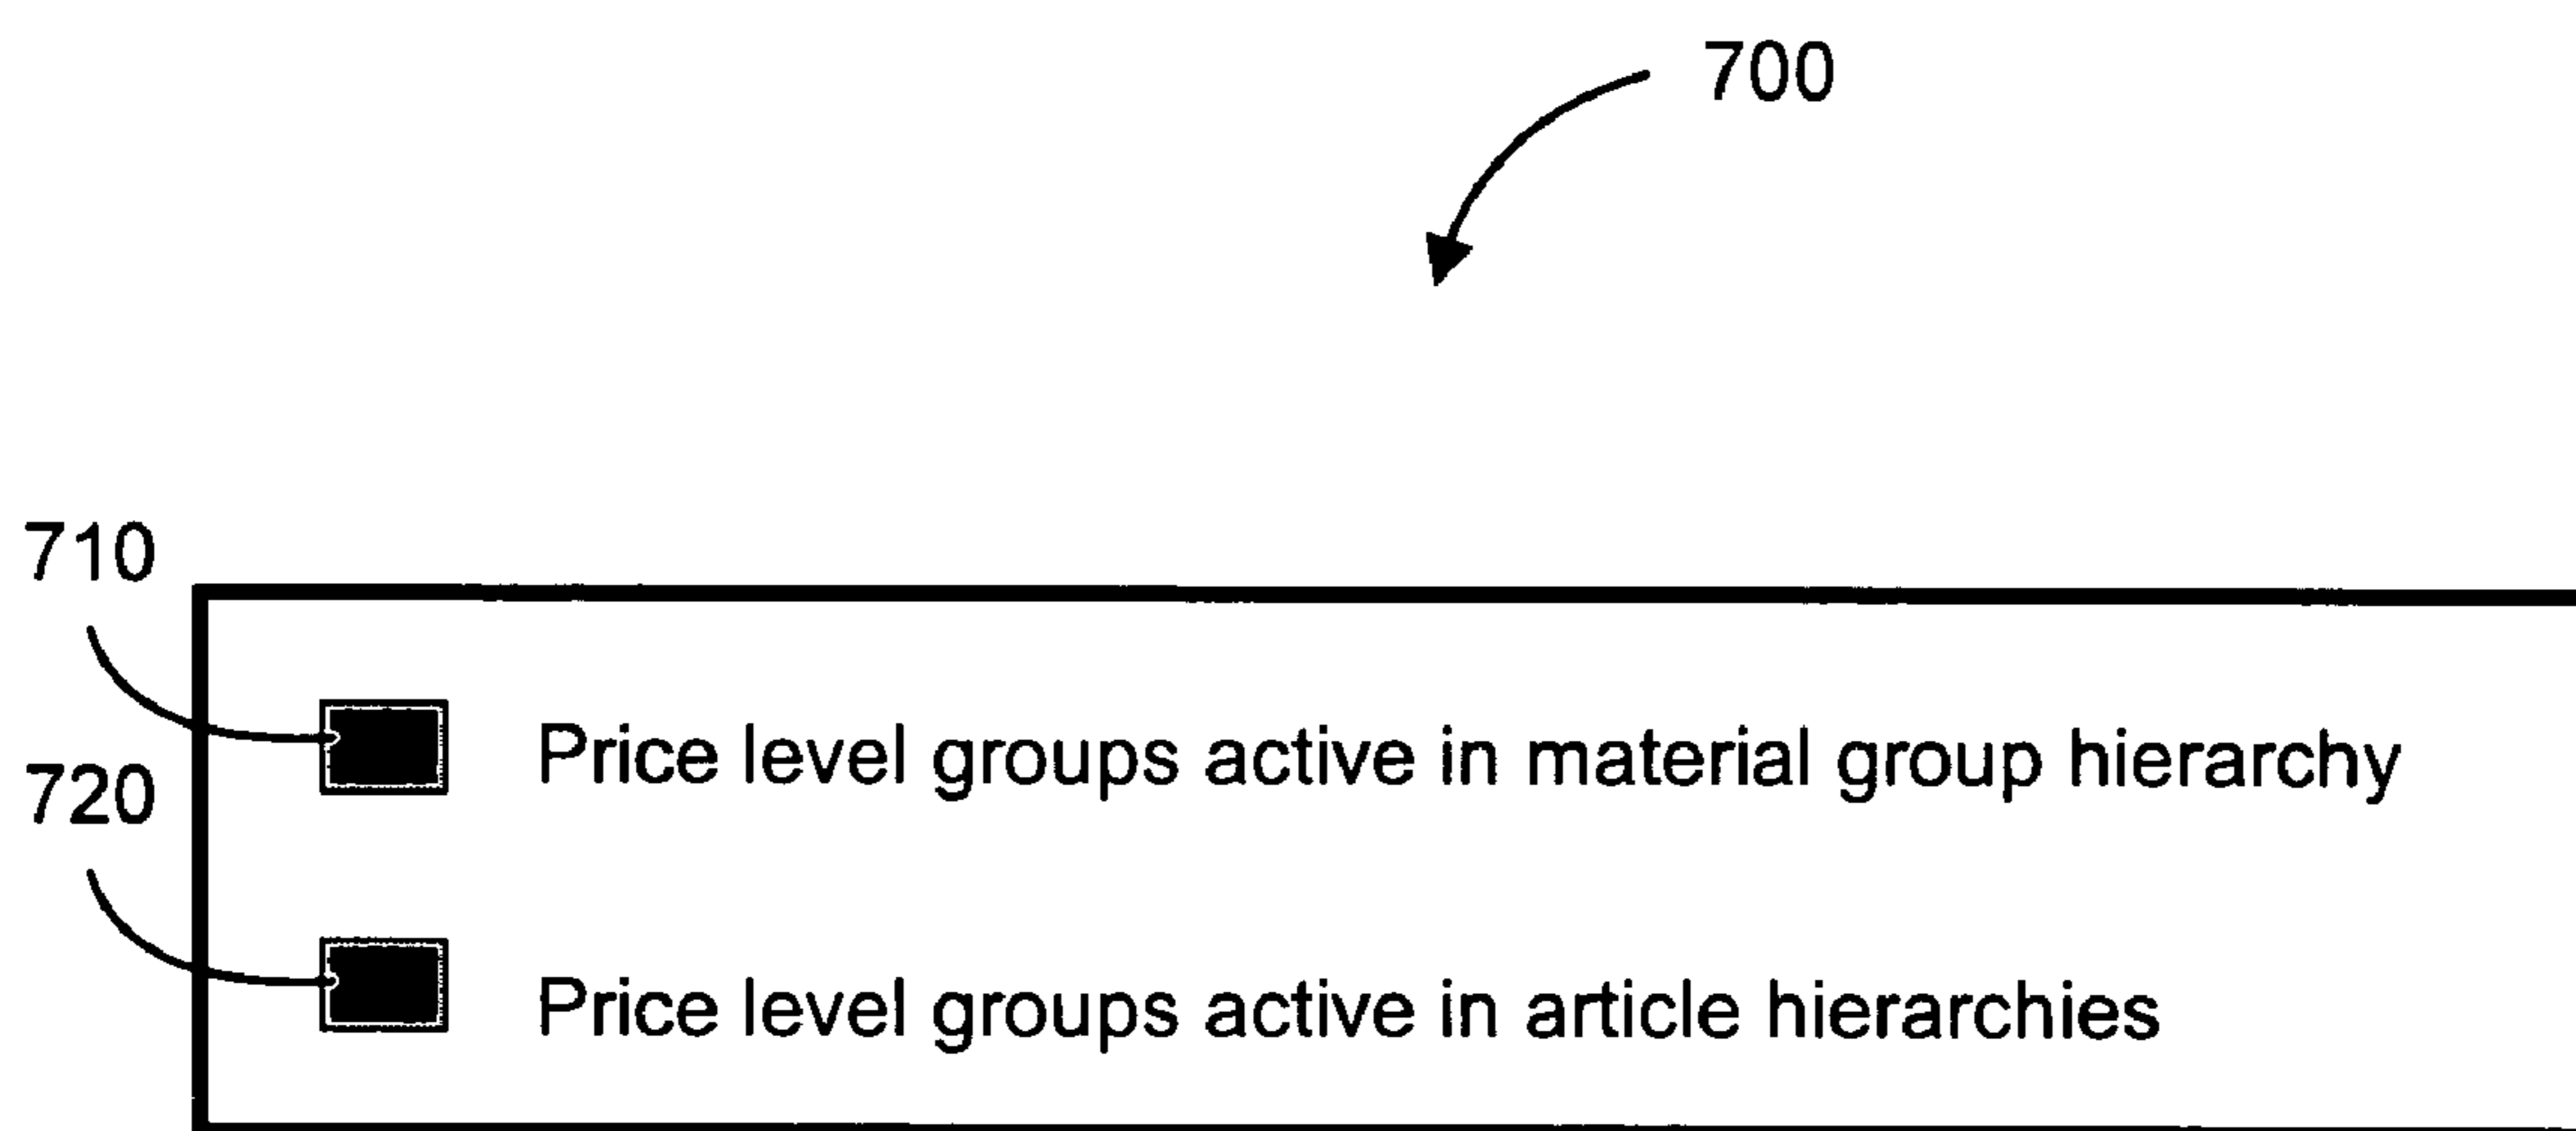 700
710
Price level groups active in material group hierarchy
720
Price level groups active in article hierarchies